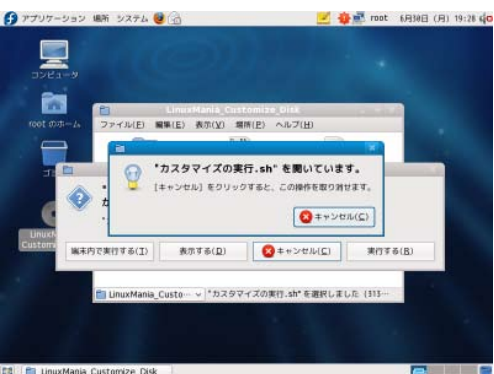 アプリケーション 場所 システム
root 6月30日 (月) 19:28
コンピュータ
root のホーム
LinuxMania_Customize_Disk
ファイル(F) 編集(E) 表示(V) 場所(P) ヘルプ(H)
"カスタマイズの実行.sh" を開いています。
[キャンセル] をクリックすると、この操作を取り消せます。
キャンセル(C)
端末内で実行する(T) 表示する(D) キャンセル(C) 実行する(R)
LinuxMania_Custo… "カスタマイズの実行.sh" を選択しました (313…
LinuxMania_Customize_Disk